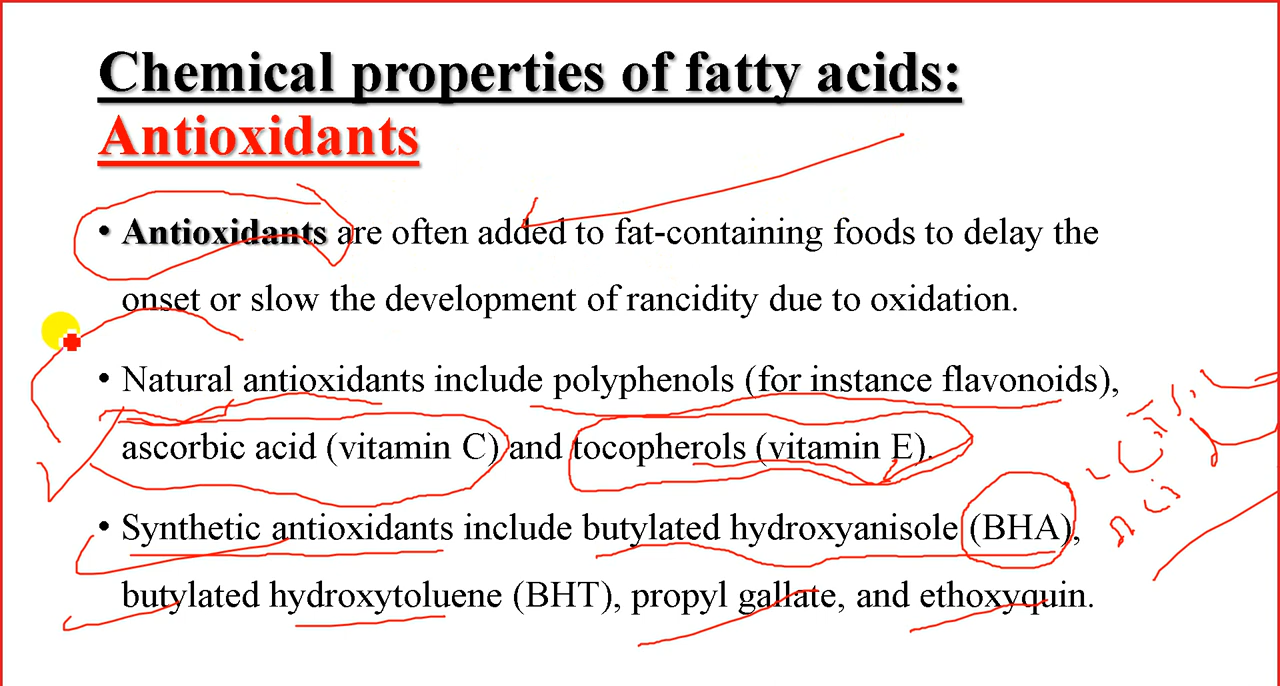 Chemical properties of fatty acids:
Antioxidants
• Antioxidants are often added to fat-containing foods to delay the
onset or slow the development of rancidity due to oxidation.
• Natural antioxidants include polyphenols (for instance flavonoids),
ascorbic acid (vitamin C) and tocopherols (vitamin E).
• Synthetic antioxidants include butylated hydroxyanisole (BHA),
butylated hydroxytoluene (BHT), propyl gallate, and ethoxyquin.